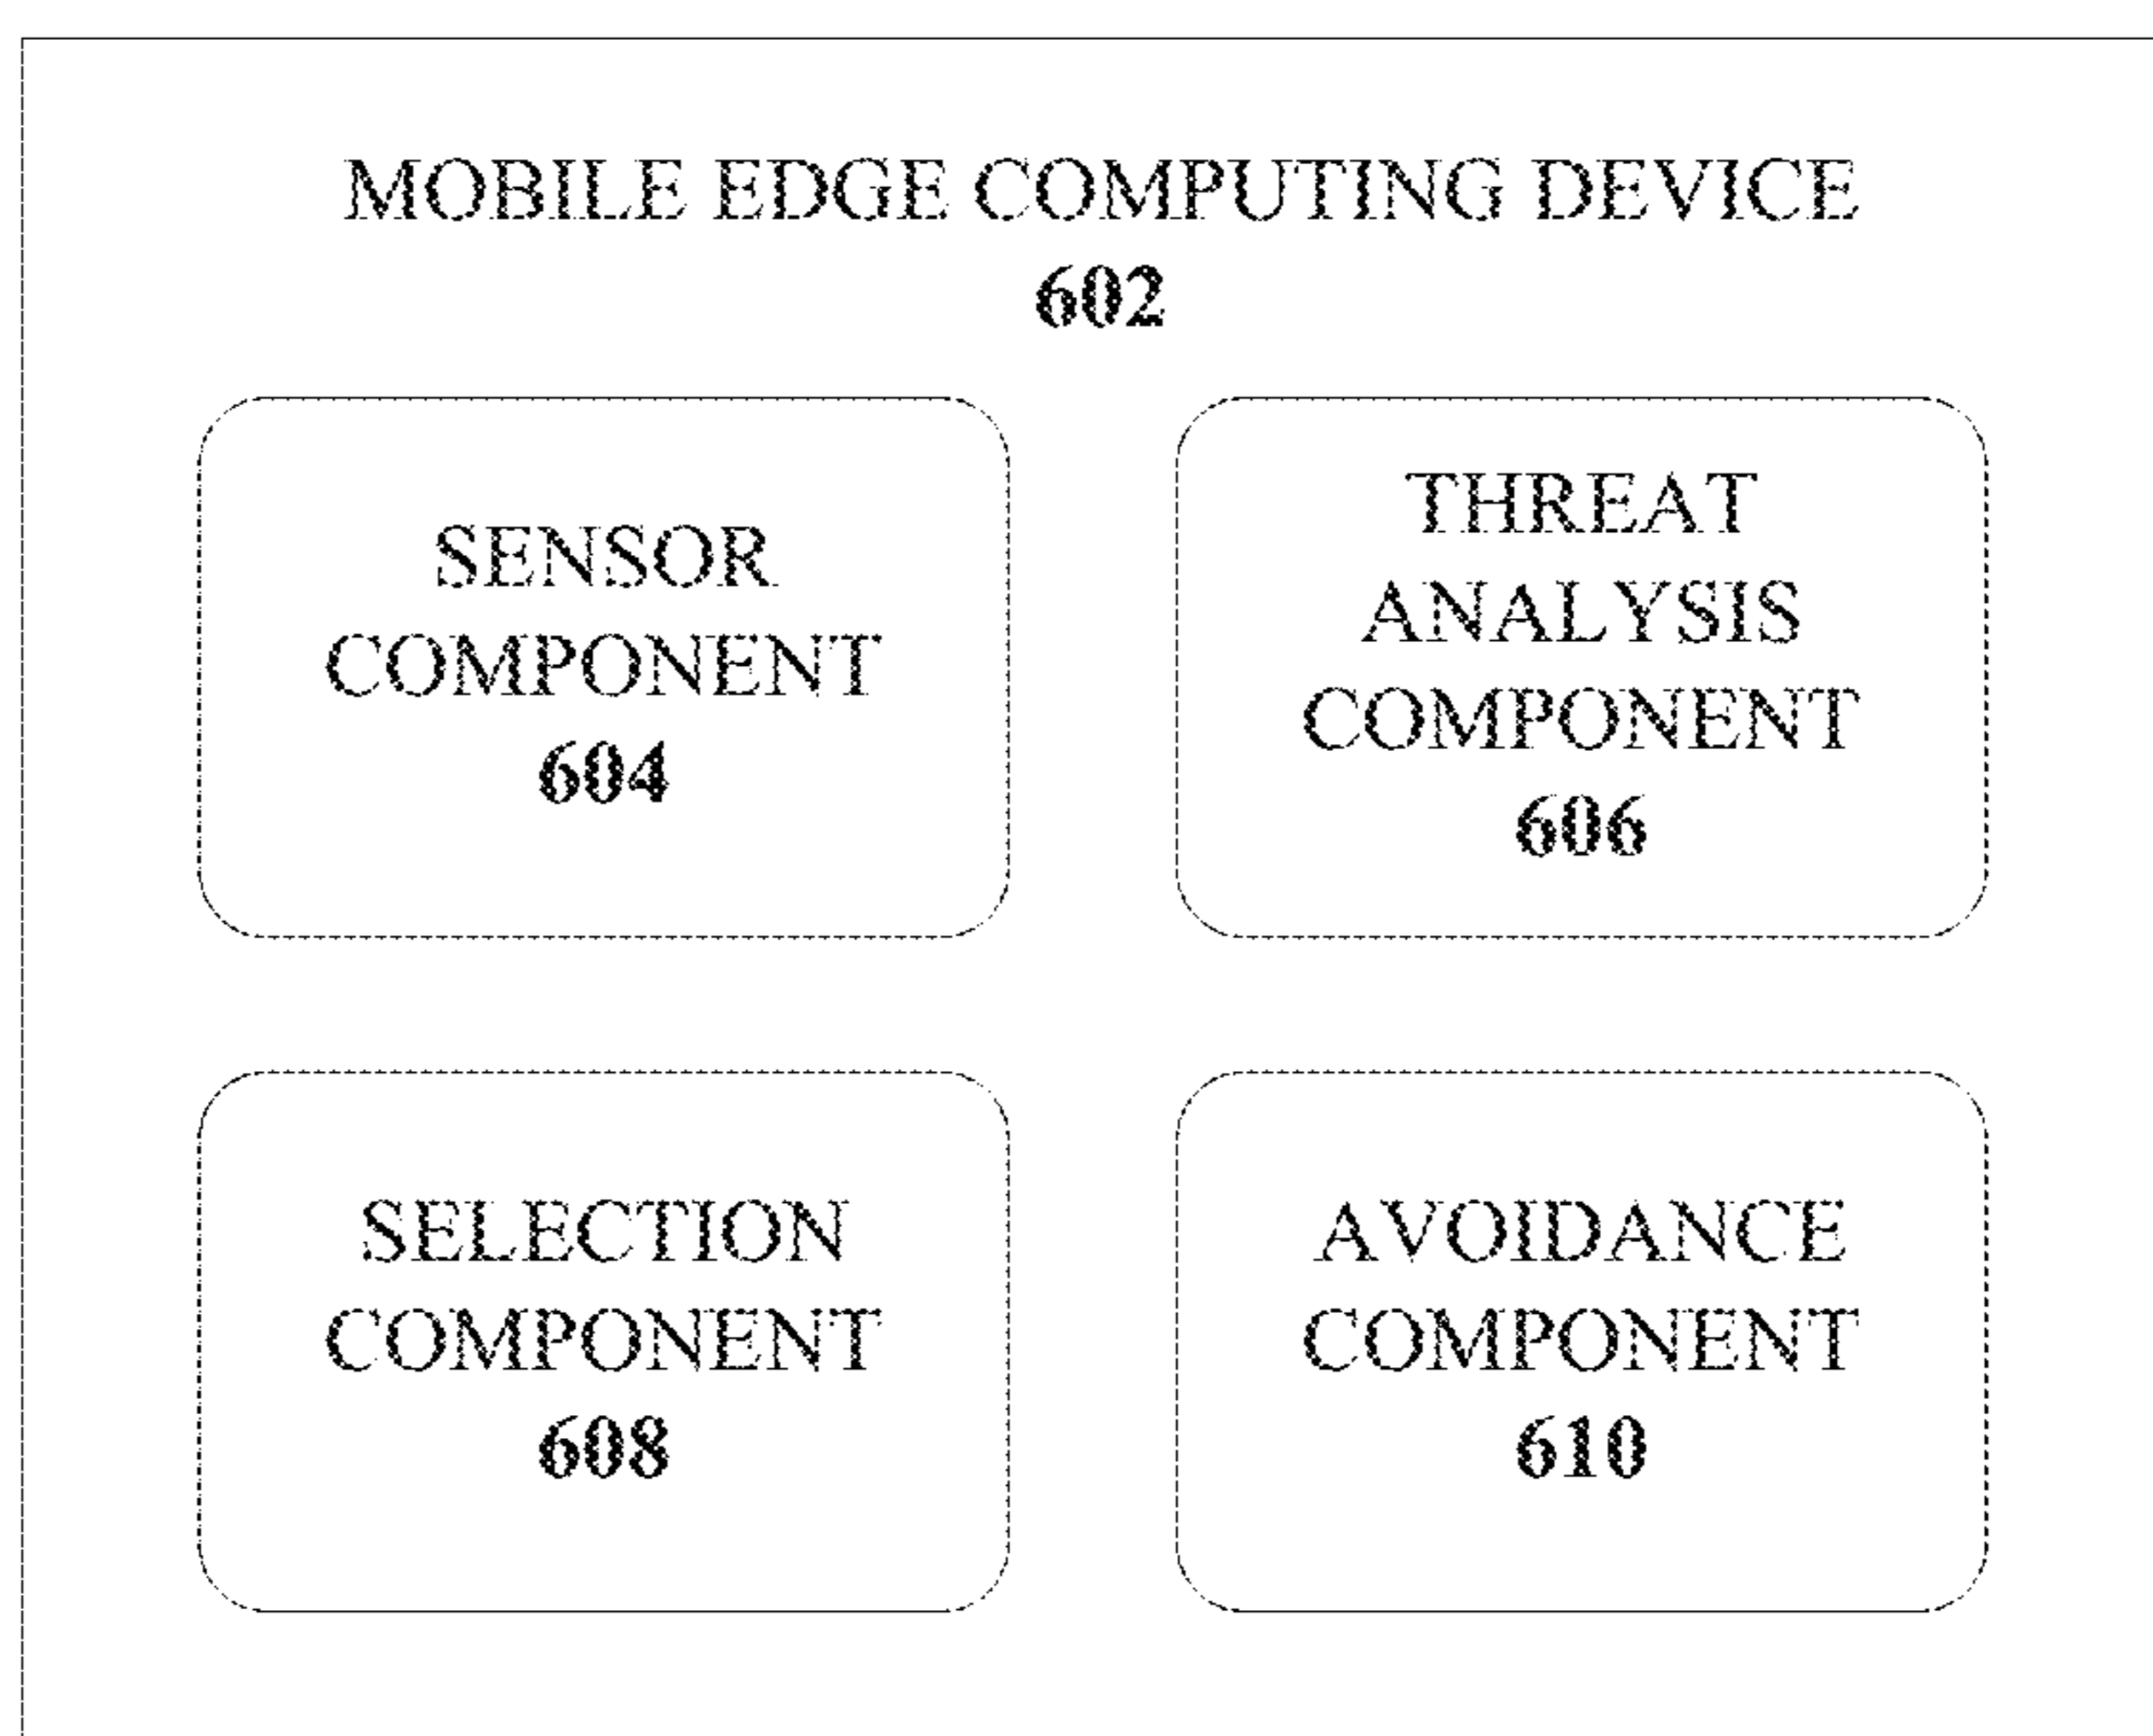 MOBILE EDGE COMPUTING DEVICE
602
SENSOR
COMPONENT
604
THREAT
ANALYSIS
COMPONENT
606
SELECTION
COMPONENT
608
AVOIDANCE
COMPONENT
610